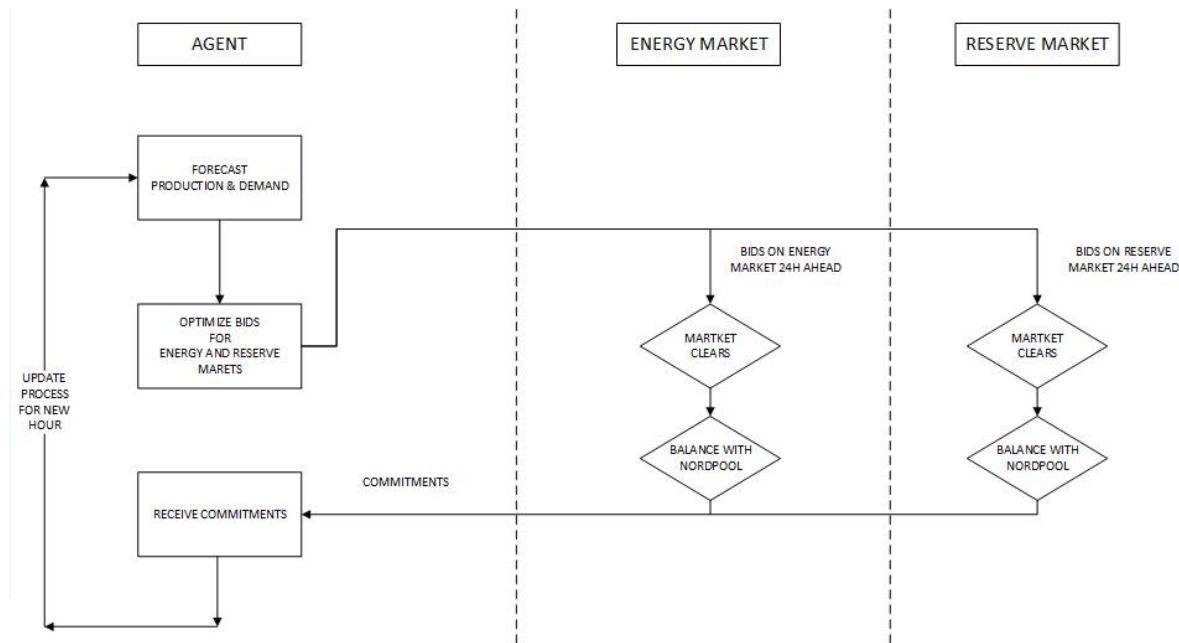 AGENT
ENERGY MARKET
RESERVE MARKET
FORECAST
PRODUCTION & DEMAND
BIDS ON ENERGY
MARKET 24H AHEAD
BIDS ON RESERVE
MARKET 24H AHEAD
OPTIMIZE BIDS
FOR
ENERGY AND RESERVE
MARETS
MARTKET
CLEARS
MARTKET
CLEARS
UPDATE
PROCESS
FOR NEW
HOUR
BALANCE WITH
NORDPOOL
BALANCE WITH
NORDPOOL
COMMITMENTS
RECEIVE COMMITMENTS